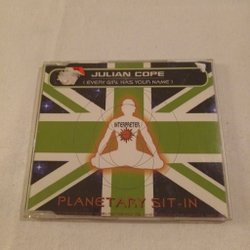 JULIAN COPE
( EVERY GIRL HAS YOUR NAME )
INTERPRETER
PLANETARY SIT-IN